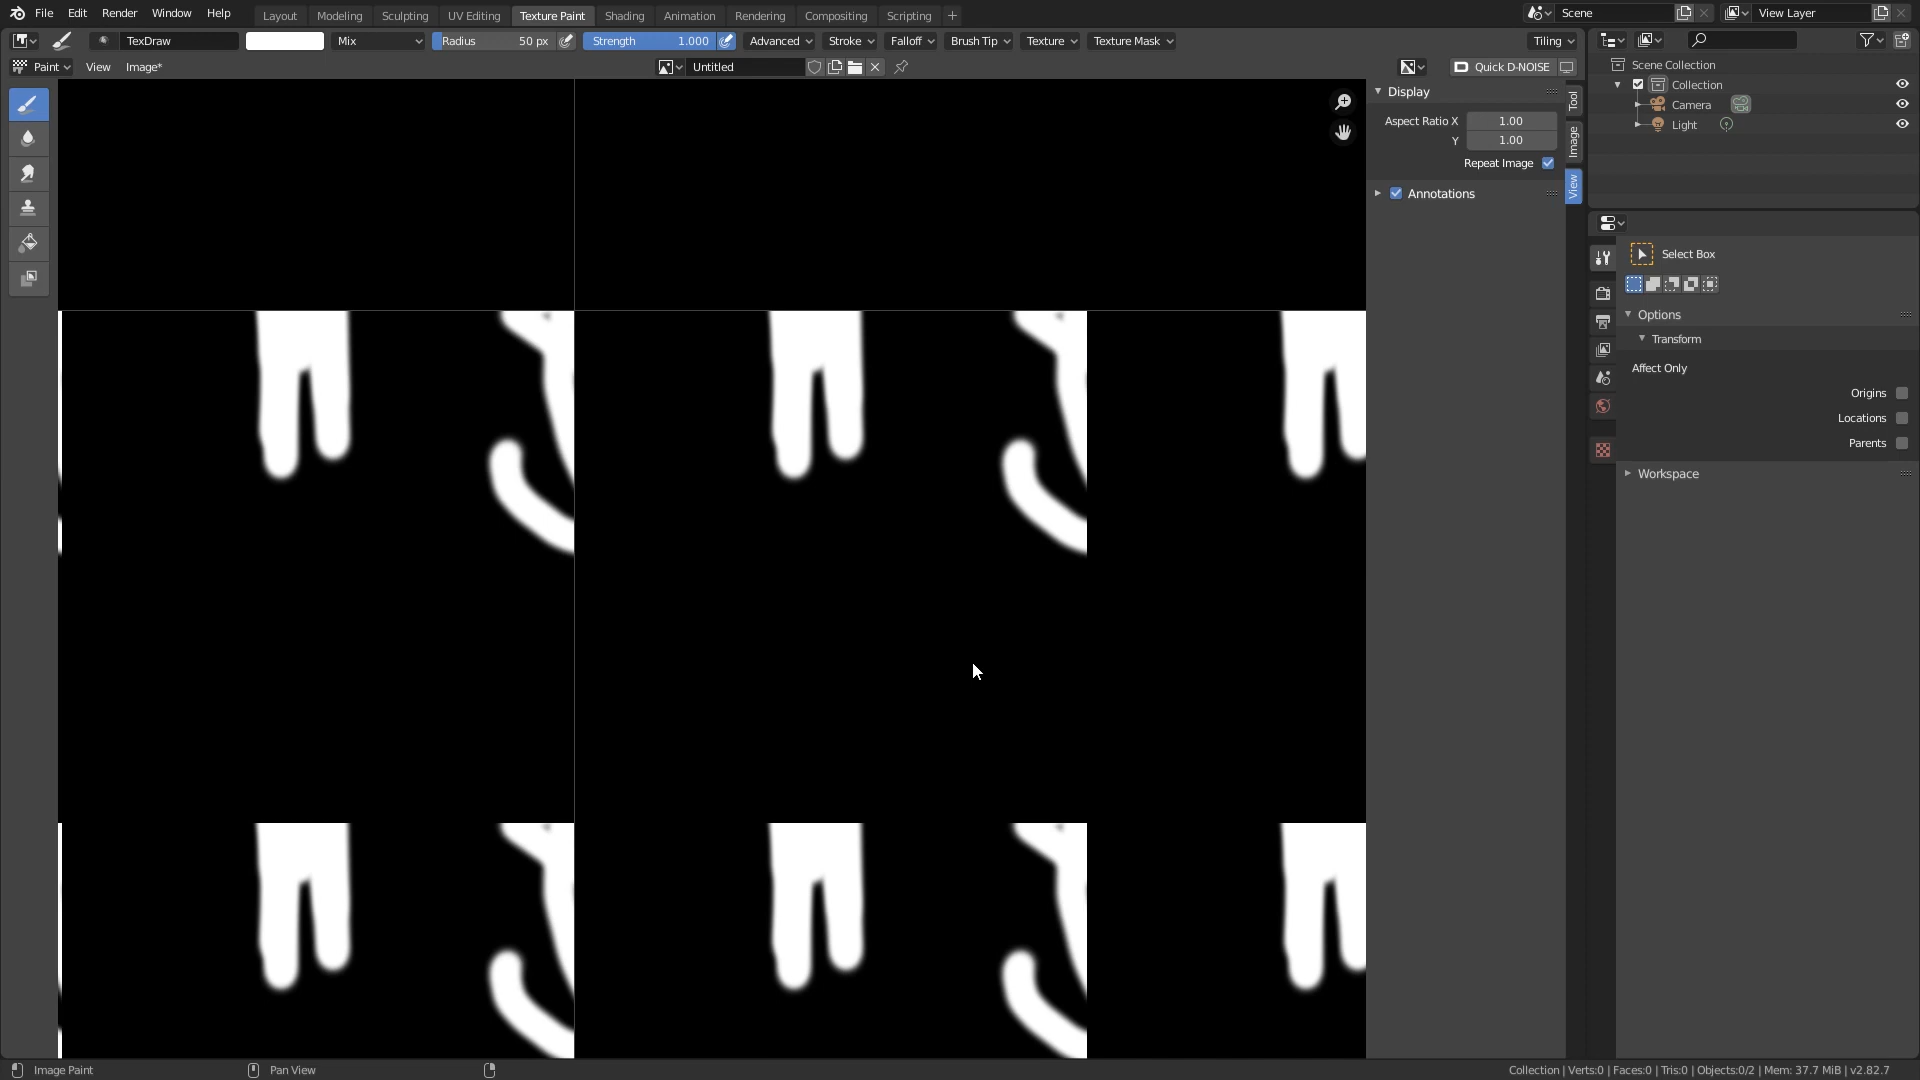 File Edit Render Window Help Layout Modeling Sculpting UV Editing Texture Paint Shading Animation Rendering Compositing Scripting + Scene View Layer
TexDraw Mix Radius 50 px Strength 1.000 Advanced Stroke Falloff Brush Tip Texture Texture Mask Tiling
Paint View Image* Untitled Quick D-NOISE
Display
Aspect Ratio X 1.00
Y 1.00
Repeat Image
Annotations
Tool
Image
View
Scene Collection
Collection
Camera
Light
Select Box
Options
Transform
Affect Only
Origins
Locations
Parents
Workspace
Image Paint Pan View Collection | Verts:0 | Faces:0 | Tris:0 | Objects:0/2 | Mem: 37.7 MiB | v2.82.7